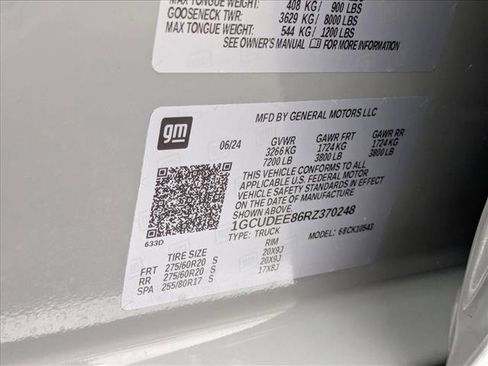 MAX TONGUE WEIGHT: 408 KG / 900 LBS
GOOSENECK TWR: 3629 KG / 8000 LBS
MAX TONGUE WEIGHT: 544 KG / 1200 LBS
SEE OWNER'S MANUAL FOR MORE INFORMATION
gm
MFD BY GENERAL MOTORS LLC
06/24 GVWR GAWR FRT GAWR RR
3266 KG 1724 KG 1724 KG
7200 LB 3800 LB 3800 LB
THIS VEHICLE CONFORMS TO ALL
APPLICABLE U.S. FEDERAL MOTOR
VEHICLE SAFETY STANDARDS IN EFFECT
ON THE DATE OF MANUFACTURE
SHOWN ABOVE.
1GCUDEE86RZ370248
633D TYPE: TRUCK MODEL: 68CK10543
TIRE SIZE RIM
FRT 275/60R20 S 20X9J
RR 275/60R20 S 20X9J
SPA 255/80R17 S 17X8J